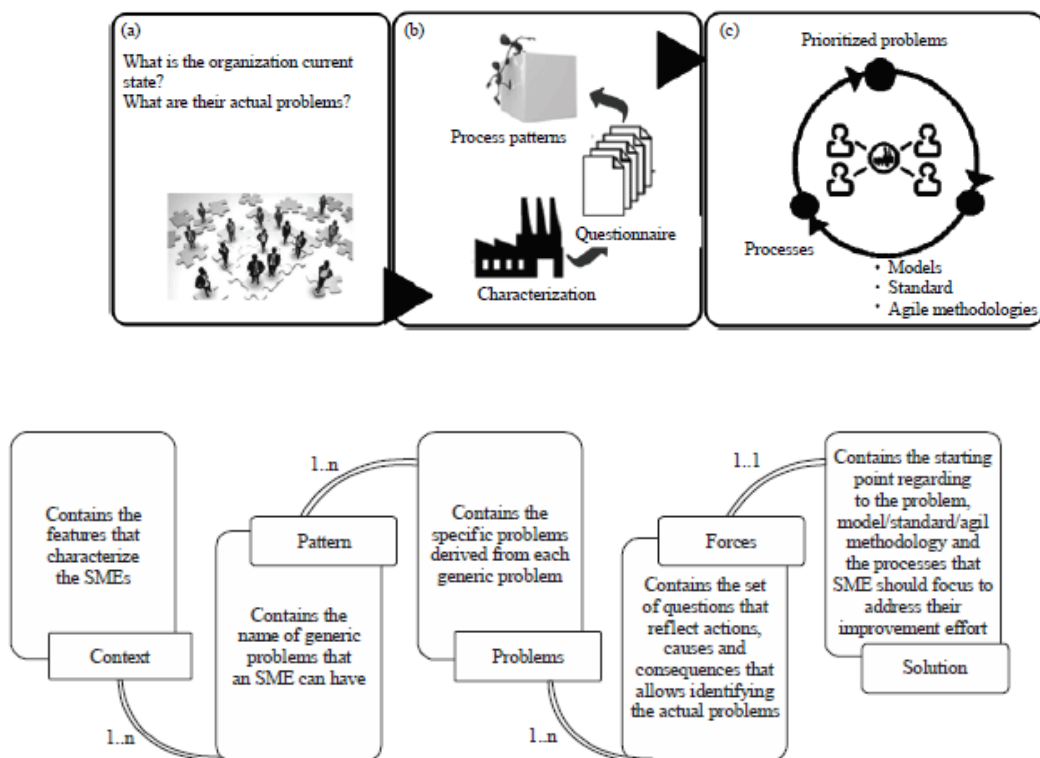 (a)
What is the organization current
state?
What are their actual problems?
(b)
Process patterns
Questionnaire
Characterization
(c)
Prioritized problems
Processes
• Models
• Standard
• Agile methodologies
Contains the
features that
characterize
the SMEs
Context
1..n
Pattern
Contains the
name of generic
problems that
an SME can have
1..n
Contains the
specific problems
derived from each
generic problem
Problems
1..n
Forces
Contains the set
of questions that
reflect actions,
causes and
consequences that
allows identifying
the actual problems
1..1
Contains the starting
point regarding
to the problem,
model/standard/agil
methodology and
the processes that
SME should focus to
address their
improvement effort
Solution